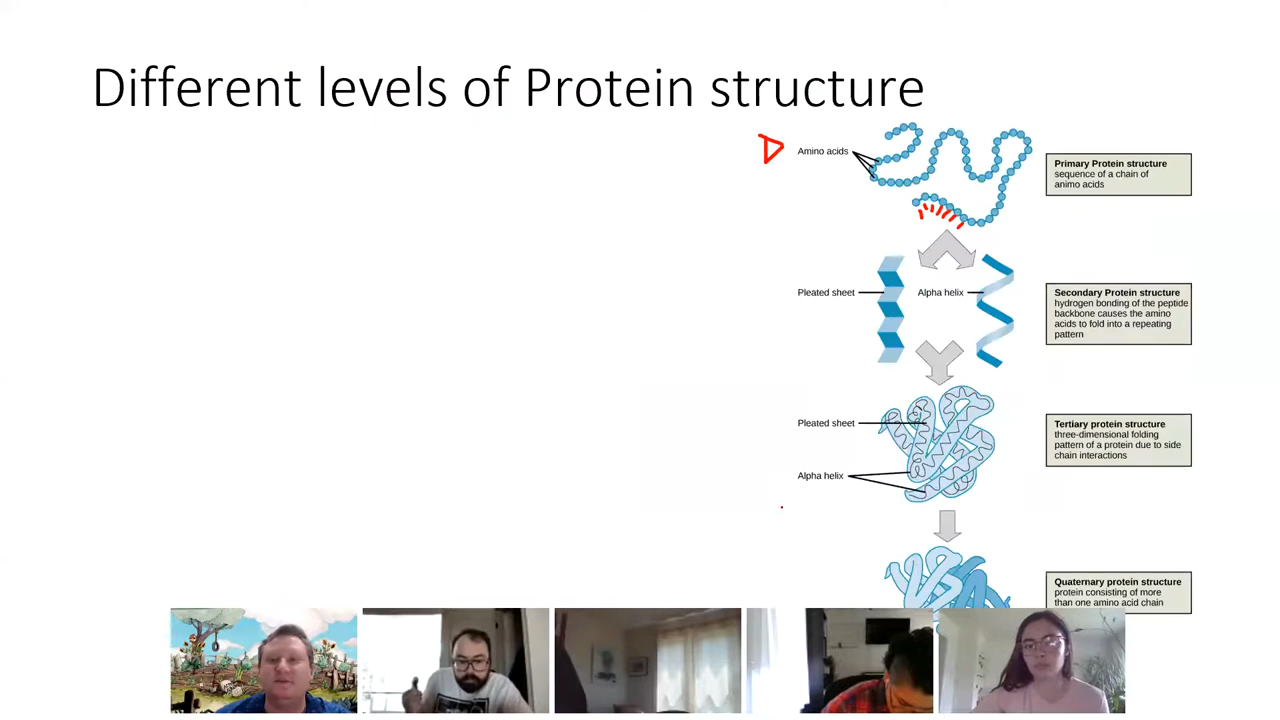 Different levels of Protein structure
Amino acids
Primary Protein structure
sequence of a chain of
animo acids
Pleated sheet
Alpha helix
Secondary Protein structure
hydrogen bonding of the peptide
backbone causes the amino
acids to fold into a repeating
pattern
Pleated sheet
Alpha helix
Tertiary protein structure
three-dimensional folding
pattern of a protein due to side
chain interactions
Quaternary protein structure
protein consisting of more
than one amino acid chain